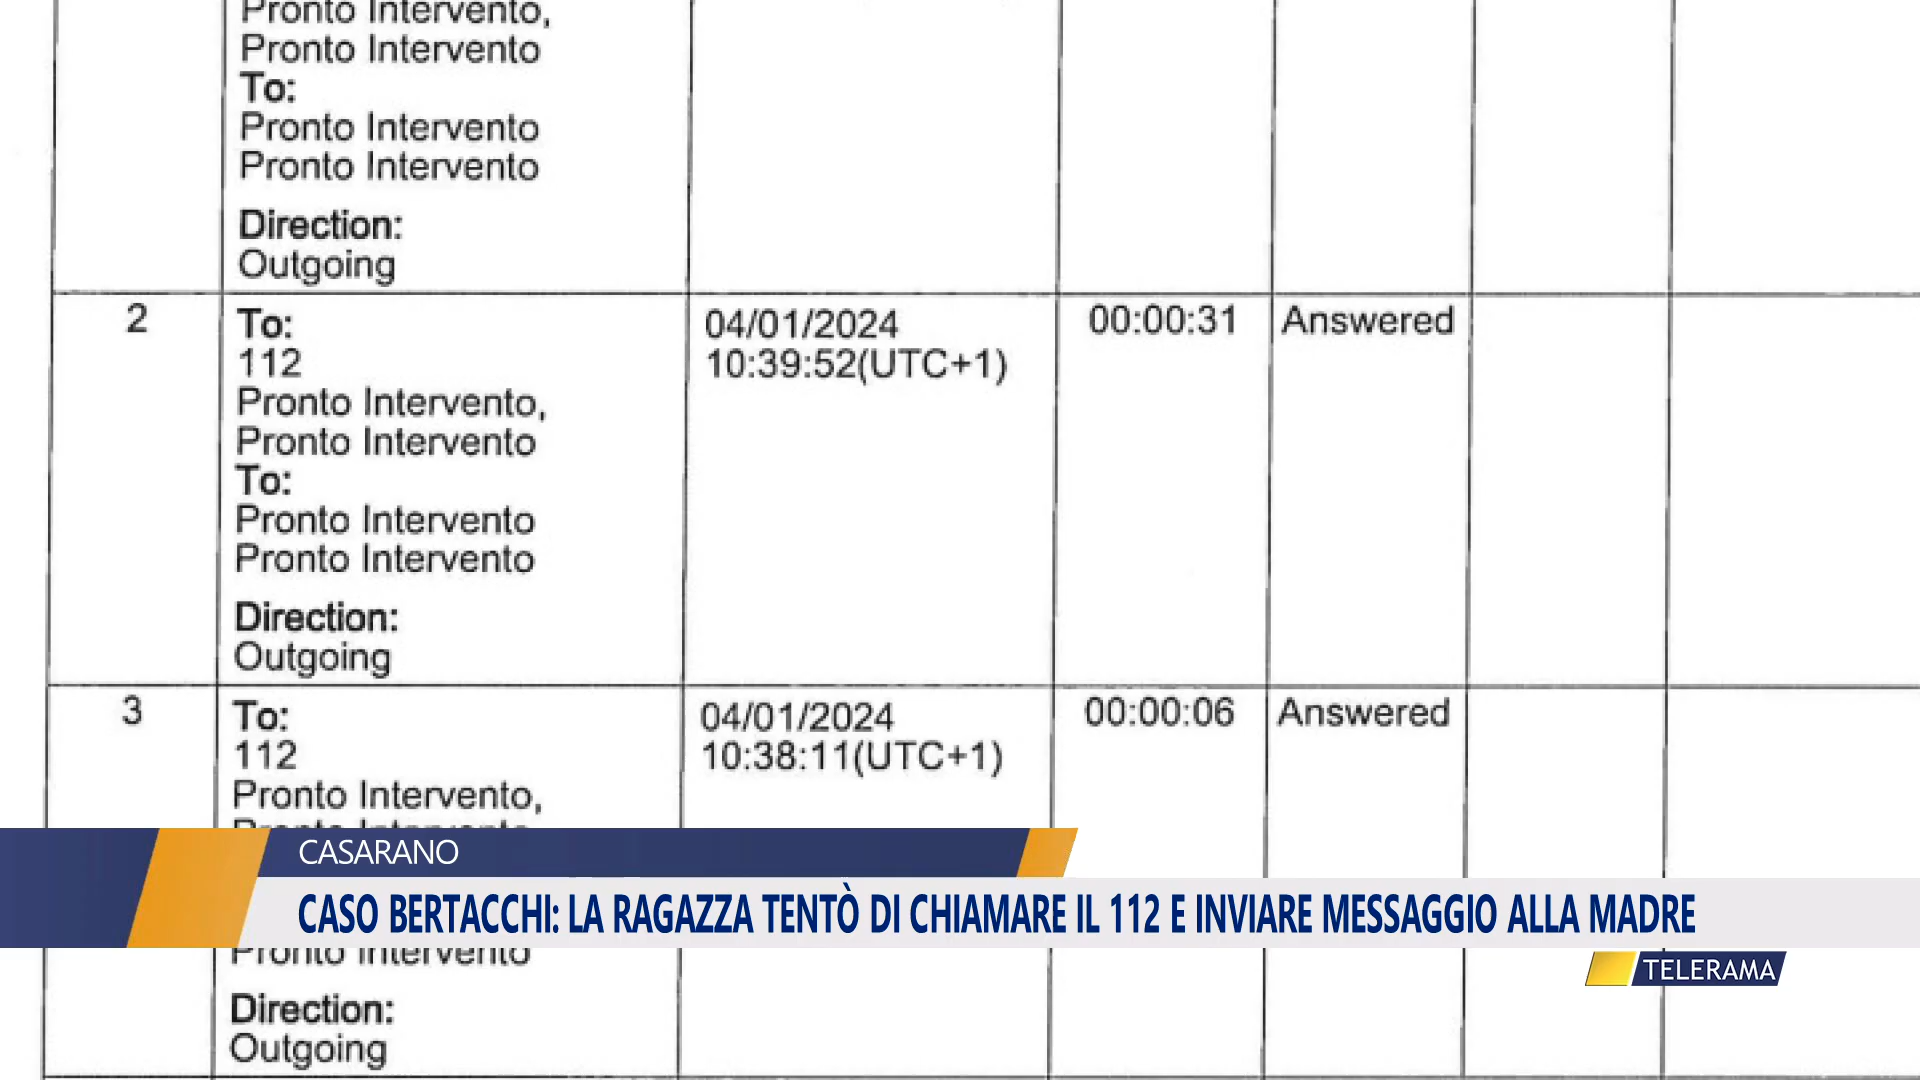 Pronto Intervento,
Pronto Intervento
To:
Pronto Intervento
Pronto Intervento
Direction:
Outgoing
2
To:
112
Pronto Intervento,
Pronto Intervento
To:
Pronto Intervento
Pronto Intervento
Direction:
Outgoing
04/01/2024
10:39:52(UTC+1)
00:00:31
Answered
3
To:
112
Pronto Intervento,
Pronto Intervento
Direction:
Outgoing
04/01/2024
10:38:11(UTC+1)
00:00:06
Answered
CASARANO
CASO BERTACCHI: LA RAGAZZA TENTÒ DI CHIAMARE IL 112 E INVIARE MESSAGGIO ALLA MADRE
TELERAMA